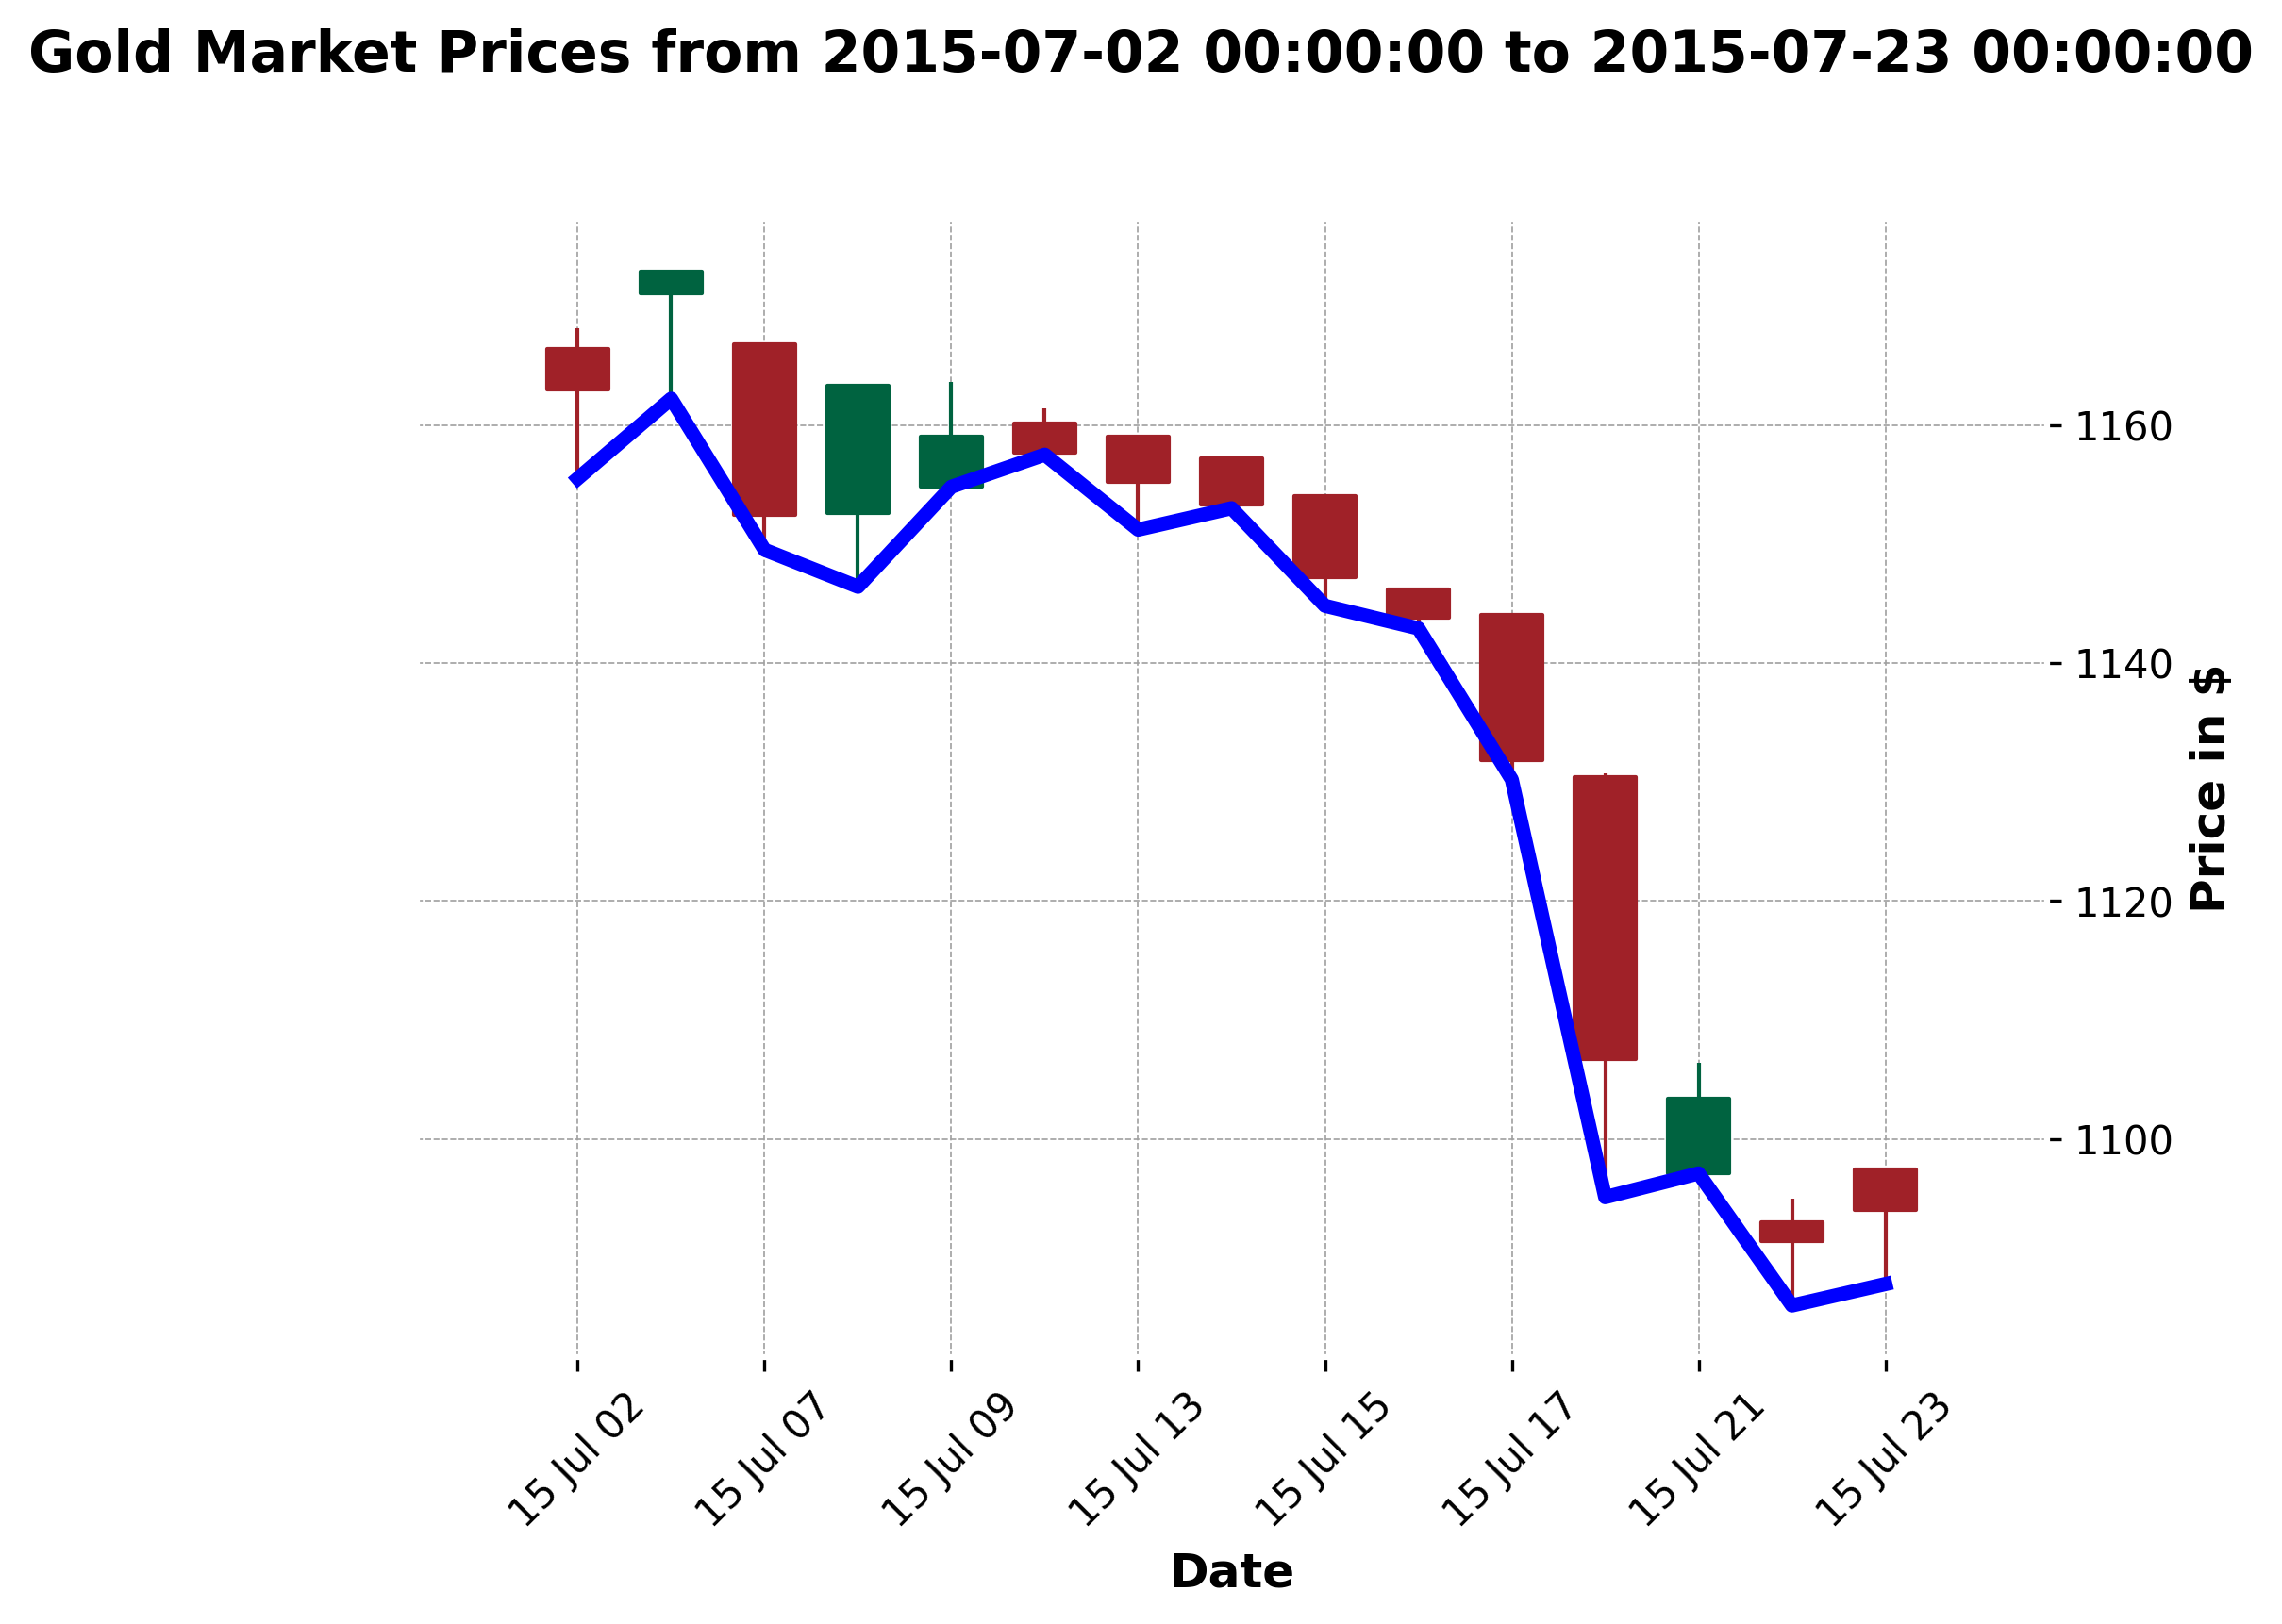 Gold Market Prices from 2015-07-02 00:00:00 to 2015-07-23 00:00:00
1160
1140
1120
1100
Price in $
15 Jul 02
15 Jul 07
15 Jul 09
15 Jul 13
15 Jul 15
15 Jul 17
15 Jul 21
15 Jul 23
Date